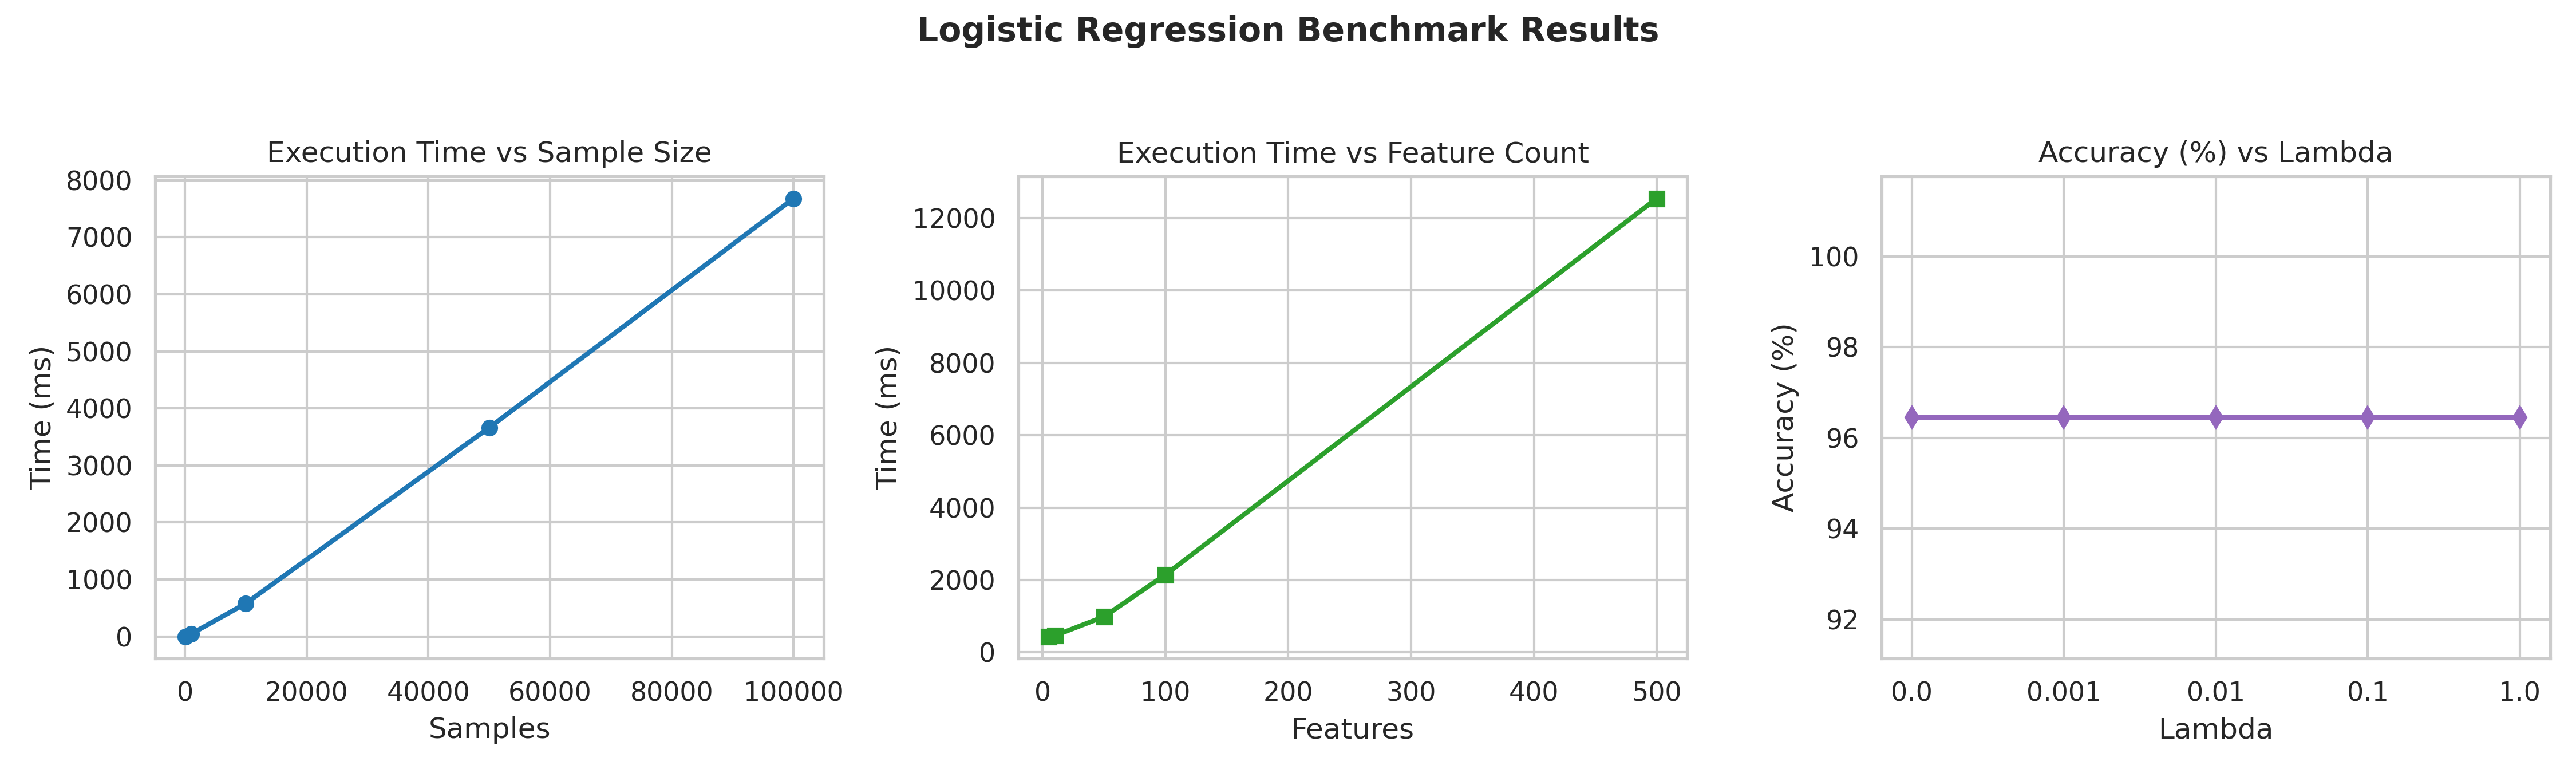 Logistic Regression Benchmark Results
Execution Time vs Sample Size
8000
7000
6000
5000
4000
3000
2000
1000
0
Time (ms)
0 20000 40000 60000 80000 100000
Samples
Execution Time vs Feature Count
12000
10000
8000
6000
4000
2000
0
Time (ms)
0 100 200 300 400 500
Features
Accuracy (%) vs Lambda
100
98
96
94
92
Accuracy (%)
0.0 0.001 0.01 0.1 1.0
Lambda